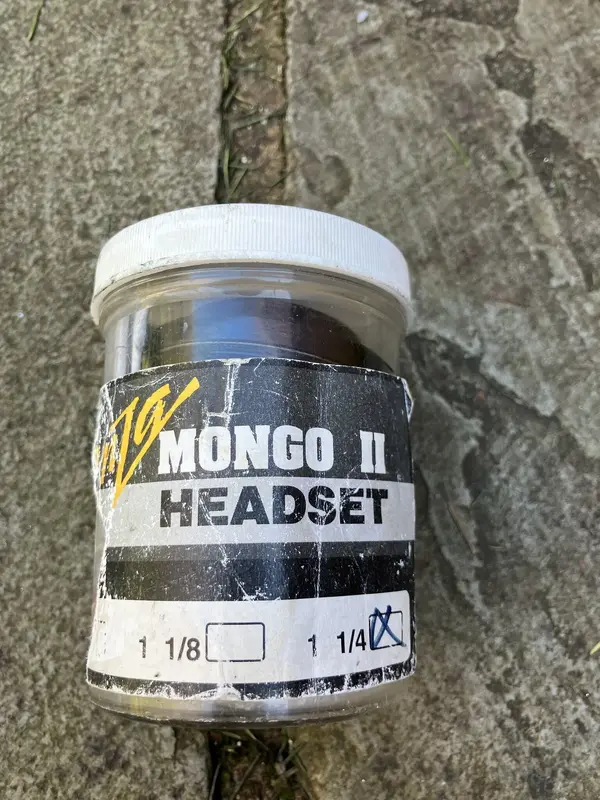 MONGO II
HEADSET
1 1/8 1 1/4 X